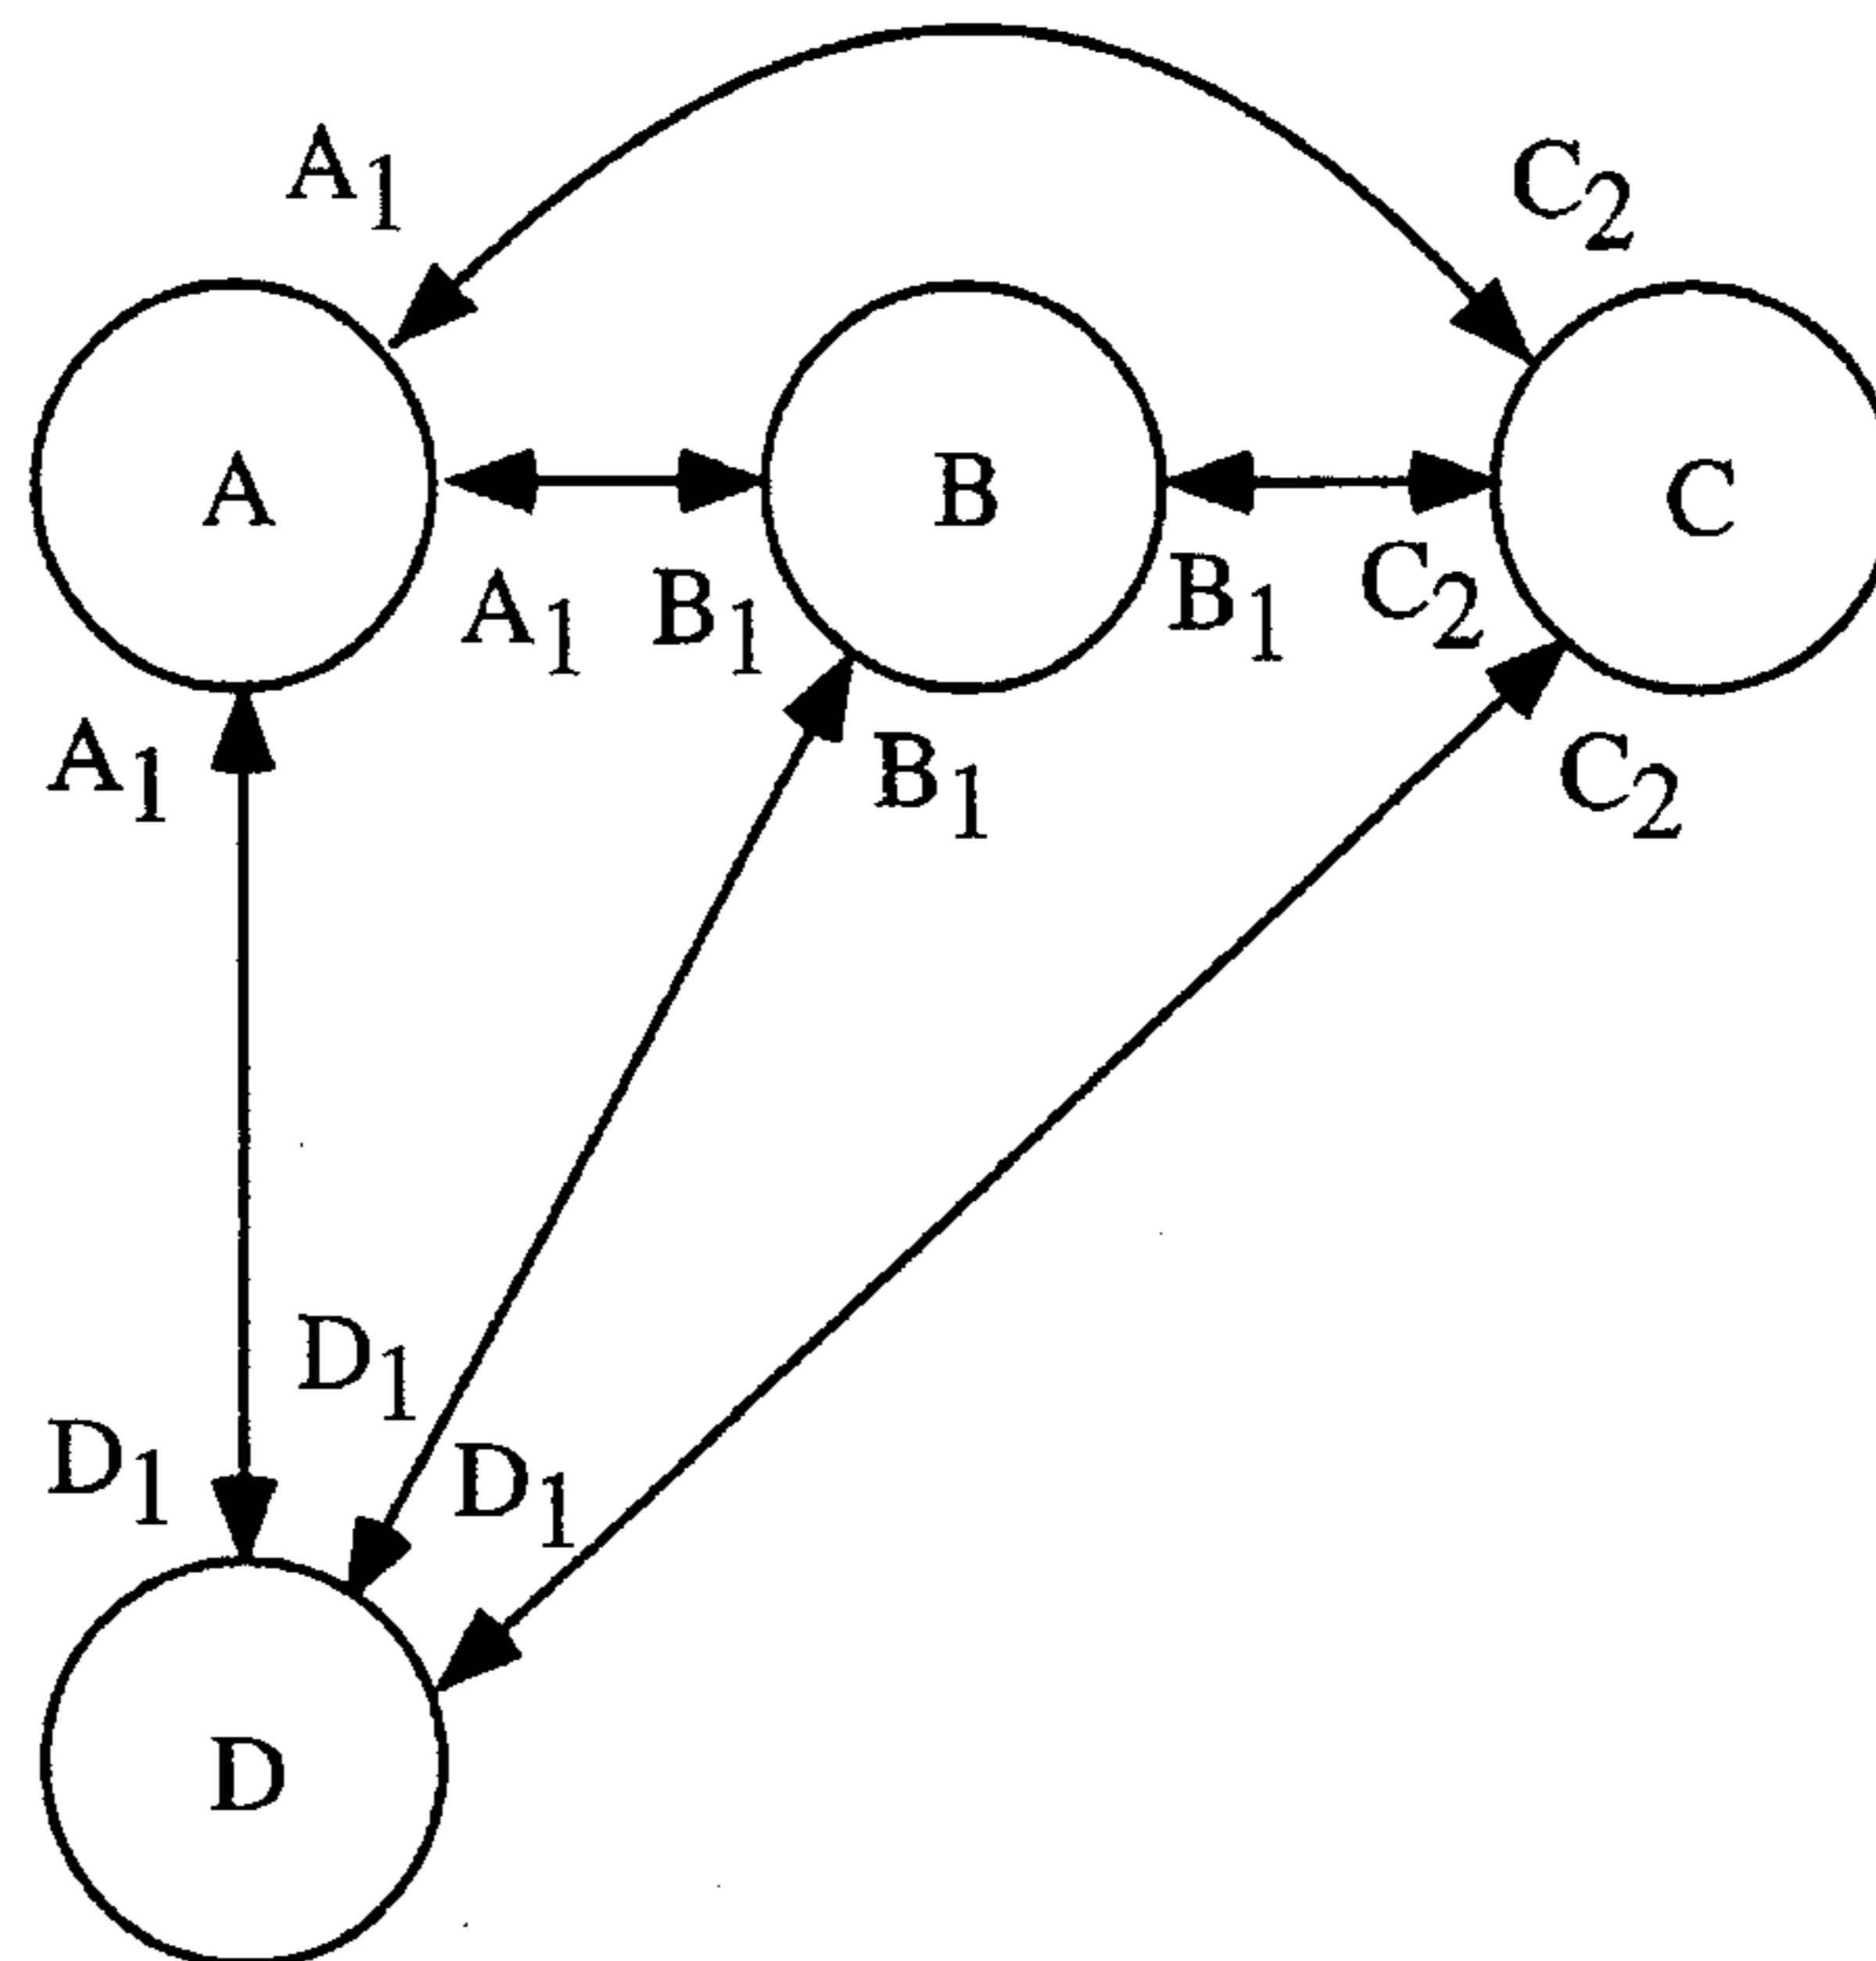 A₁ C₂
A B C
A₁ B₁ B₁ C₂
A₁ B₁ C₂
D₁
D₁ D₁
D